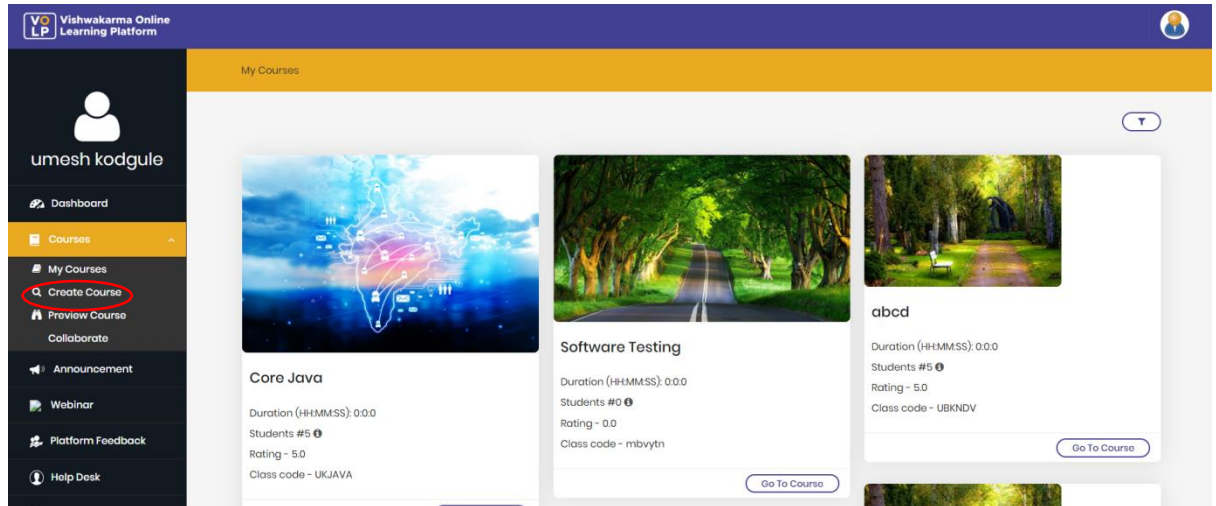 VO LP Vishwakarma Online
Learning Platform
My Courses
umesh kodgule
Dashboard
Courses
My Courses
Create Course
Preview Course
Collaborate
Announcement
Webinar
Platform Feedback
Help Desk
Core Java
Duration (HH:MM:SS): 0:0:0
Students #5
Rating - 5.0
Class code - UKJAVA
Software Testing
Duration (HH:MM:SS): 0:0:0
Students #0
Rating - 0.0
Class code - mbvytn
Go To Course
abcd
Duration (HH:MM:SS): 0:0:0
Students #5
Rating - 5.0
Class code - UBKNDV
Go To Course